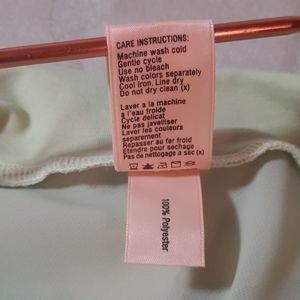 CARE INSTRUCTIONS:
Machine wash cold
Gentle cycle
Use no bleach
Wash colors separately
Cool iron. Line dry
Do not dry clean (x)
Laver a la machine
a l'eau froide
Cycle delicat
Ne pas javelliser
Laver les couleurs
separement
Repasser au fer froid
Etendre pour sechage
Pas de nettogage a sec (x)
100% Polyester